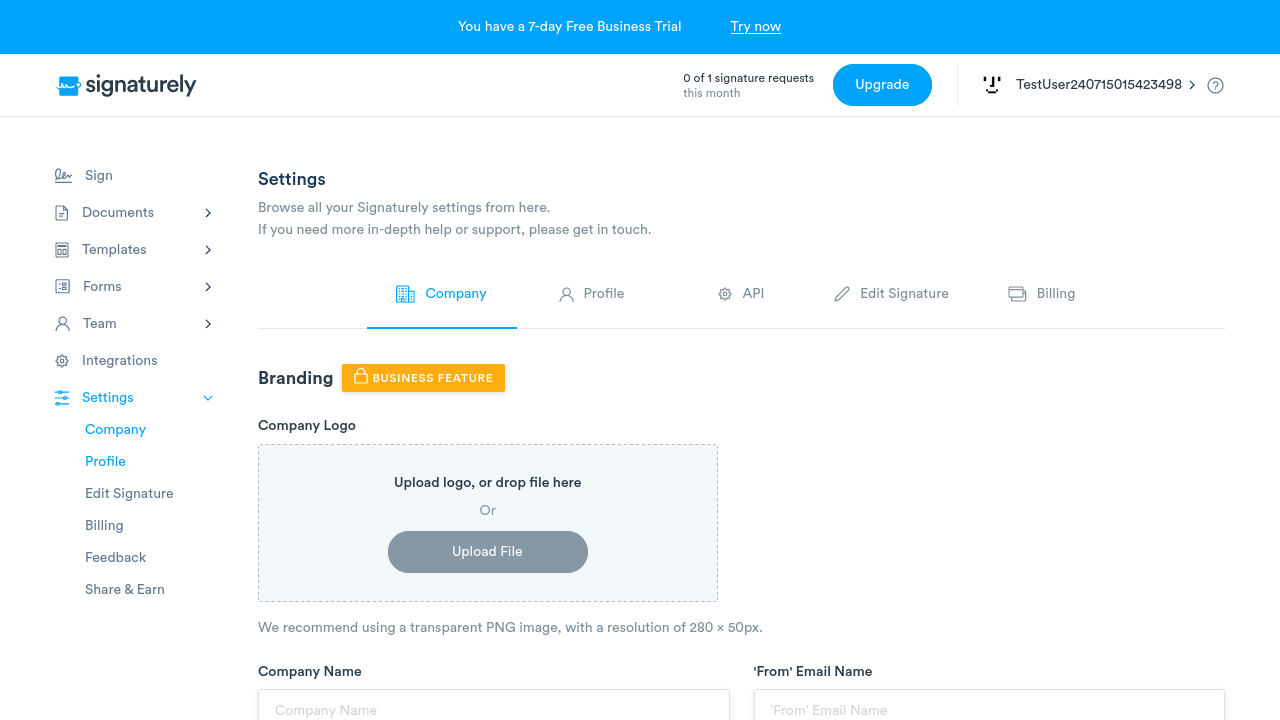 You have a 7-day Free Business Trial Try now
signaturely
0 of 1 signature requests
this month
Upgrade
TestUser240715015423498
Sign
Documents
Templates
Forms
Team
Integrations
Settings
Company
Profile
Edit Signature
Billing
Feedback
Share & Earn
Settings
Browse all your Signaturely settings from here.
If you need more in-depth help or support, please get in touch.
Company Profile API Edit Signature Billing
Branding BUSINESS FEATURE
Company Logo
Upload logo, or drop file here
Or
Upload File
We recommend using a transparent PNG image, with a resolution of 280 × 50px.
Company Name 'From' Email Name
Company Name 'From' Email Name